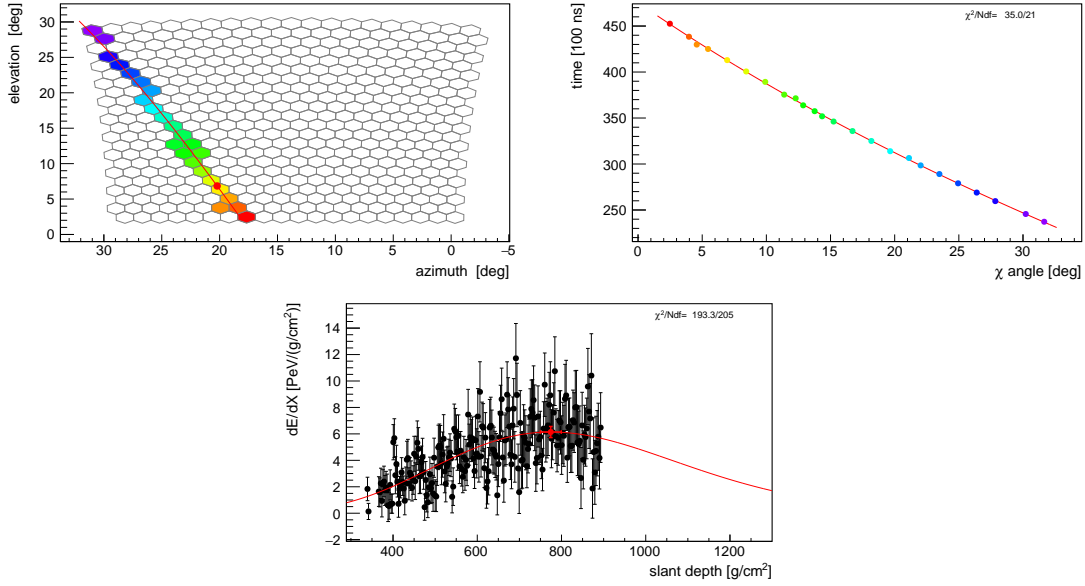 elevation [deg]
30
25
20
15
10
5
0
30 25 20 15 10 5 0 −5
azimuth [deg]
time [100 ns]
χ²/Ndf= 35.0/21
450
400
350
300
250
0 5 10 15 20 25 30
χ angle [deg]
dE/dX [PeV/(g/cm²)]
χ²/Ndf= 193.3/205
14
12
10
8
6
4
2
0
−2
400 600 800 1000 1200
slant depth [g/cm²]